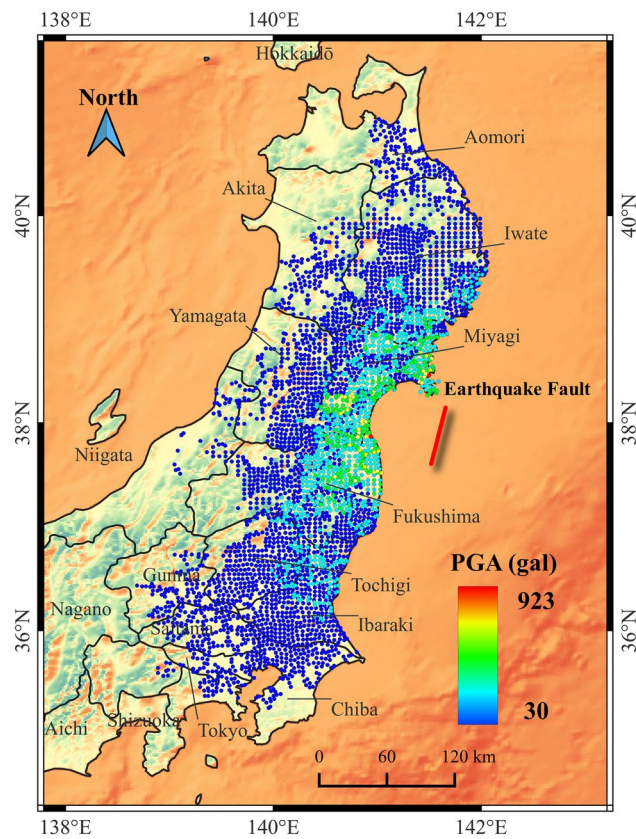 138°E 140°E 142°E
Hokkaidō
North
Aomori
Akita
40°N 40°N
Iwate
Yamagata
Miyagi
Earthquake Fault
38°N 38°N
Niigata
Fukushima
PGA (gal)
Gunma
Tochigi
923
Nagano
Ibaraki
Saitama
36°N 36°N
30
Chiba
Shizuoka
Tokyo
Aichi
0 60 120 km
138°E 140°E 142°E